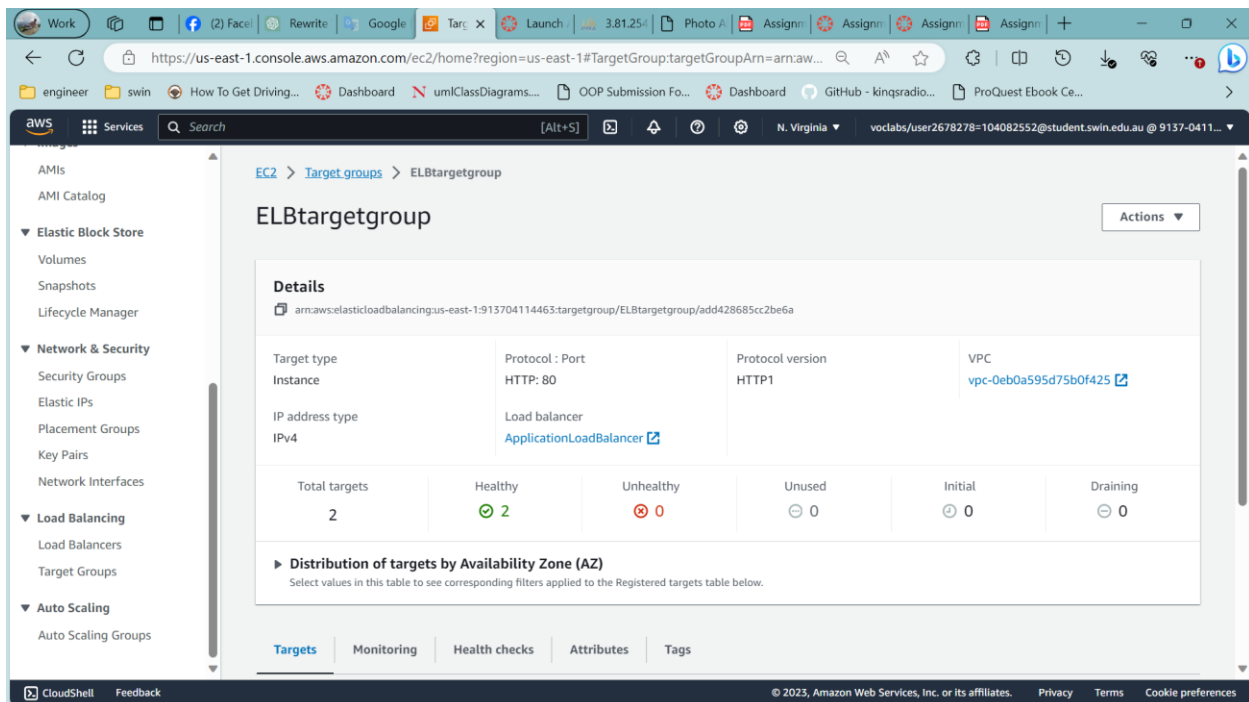 Work
(2) Facel
Rewrite
Google
Targ
Launch
3.81.254
Photo A
Assignm
Assignm
Assignm
Assignm
https://us-east-1.console.aws.amazon.com/ec2/home?region=us-east-1#TargetGroup:targetGroupArn=arn:aw...
engineer
swin
How To Get Driving...
Dashboard
umlClassDiagrams....
OOP Submission Fo...
Dashboard
GitHub - kinqsradio...
ProQuest Ebook Ce...
aws
Services
Search
[Alt+S]
N. Virginia
voclabs/user2678278=104082552@student.swin.edu.au @ 9137-0411...
AMIs
AMI Catalog
Elastic Block Store
Volumes
Snapshots
Lifecycle Manager
Network & Security
Security Groups
Elastic IPs
Placement Groups
Key Pairs
Network Interfaces
Load Balancing
Load Balancers
Target Groups
Auto Scaling
Auto Scaling Groups
EC2 > Target groups > ELBtargetgroup
ELBtargetgroup
Actions
Details
arn:aws:elasticloadbalancing:us-east-1:913704114463:targetgroup/ELBtargetgroup/add428685cc2be6a
Target type
Instance
Protocol : Port
HTTP: 80
Protocol version
HTTP1
VPC
vpc-0eb0a595d75b0f425
IP address type
IPv4
Load balancer
ApplicationLoadBalancer
Total targets
2
Healthy
2
Unhealthy
0
Unused
0
Initial
0
Draining
0
Distribution of targets by Availability Zone (AZ)
Select values in this table to see corresponding filters applied to the Registered targets table below.
Targets
Monitoring
Health checks
Attributes
Tags
CloudShell
Feedback
© 2023, Amazon Web Services, Inc. or its affiliates.
Privacy
Terms
Cookie preferences